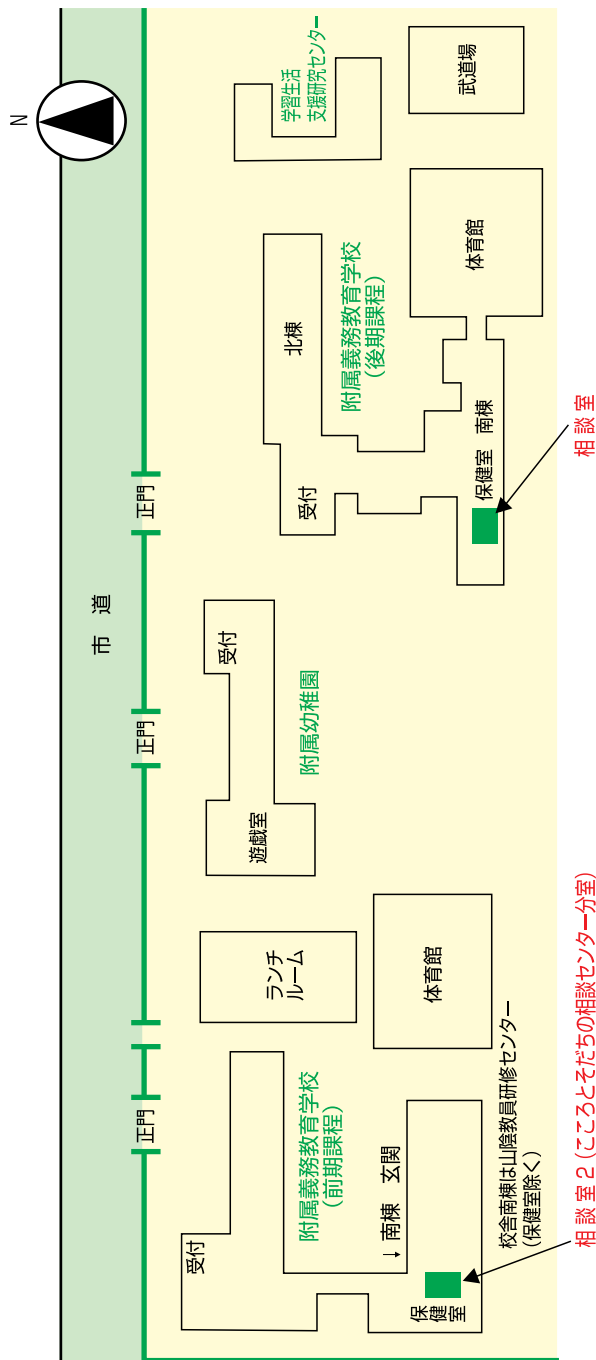 N
市　道
正門
正門
正門
学習生活
支援研究センター
武道場
体育館
北棟
附属義務教育学校
（後期課程）
受付
保健室　南棟
相談室
受付
附属幼稚園
遊戯室
ランチ
ルーム
体育館
附属義務教育学校
（前期課程）
受付
↓南棟　玄関
保
健
室
校舎南棟は山陰教員研修センター
（保健室除く）
相談室２（こころとそだちの相談センター分室）